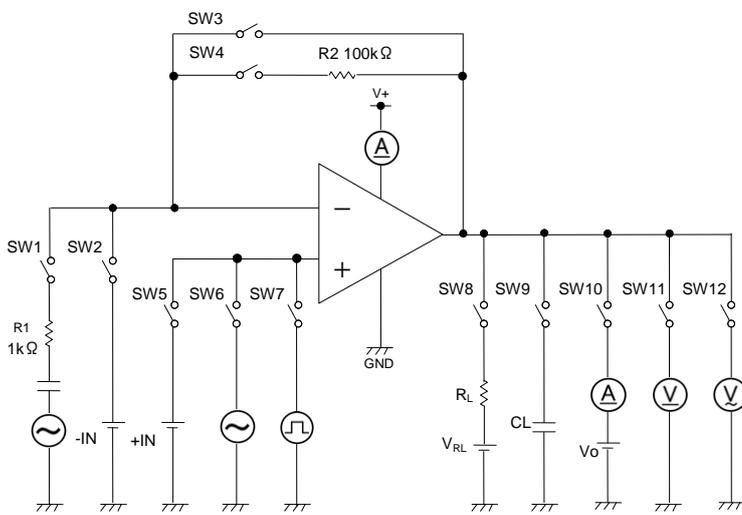 SW3
SW4
R2 100kΩ
V+
A
−
+
SW1
SW2
SW5
SW6
SW7
SW8
SW9
SW10
SW11
SW12
R1
1kΩ
GND
-IN
+IN
RL
VRL
CL
A
Vo
V
V